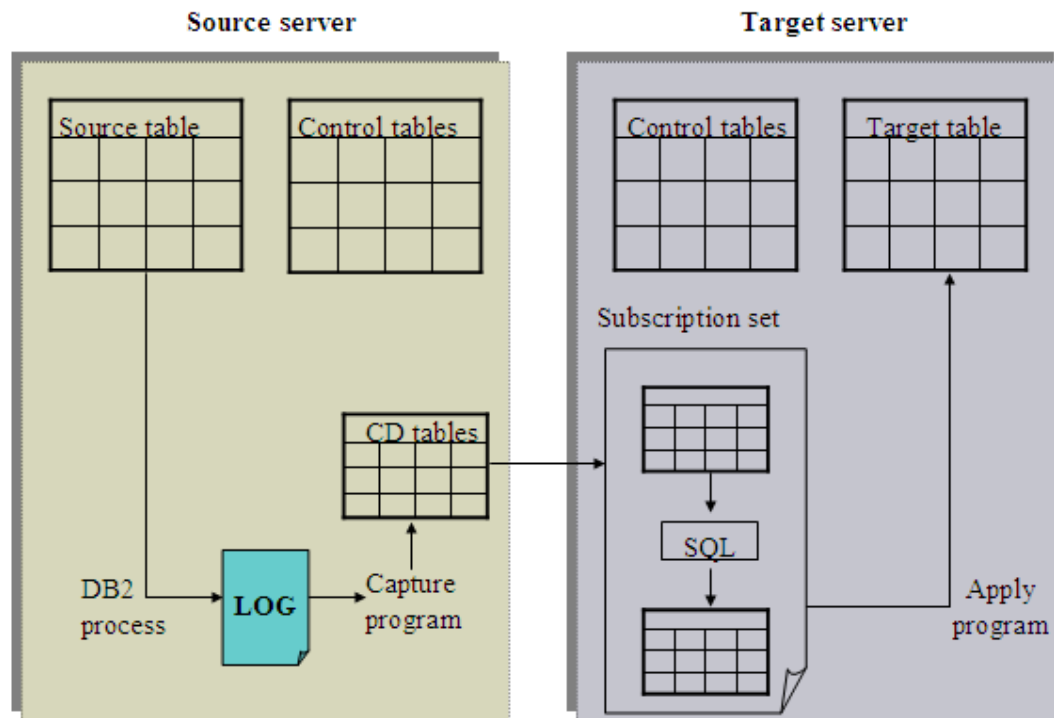 Source server
Target server
Source table
Control tables
Control tables
Target table
Subscription set
CD tables
SQL
DB2
process
LOG
Capture
program
Apply
program